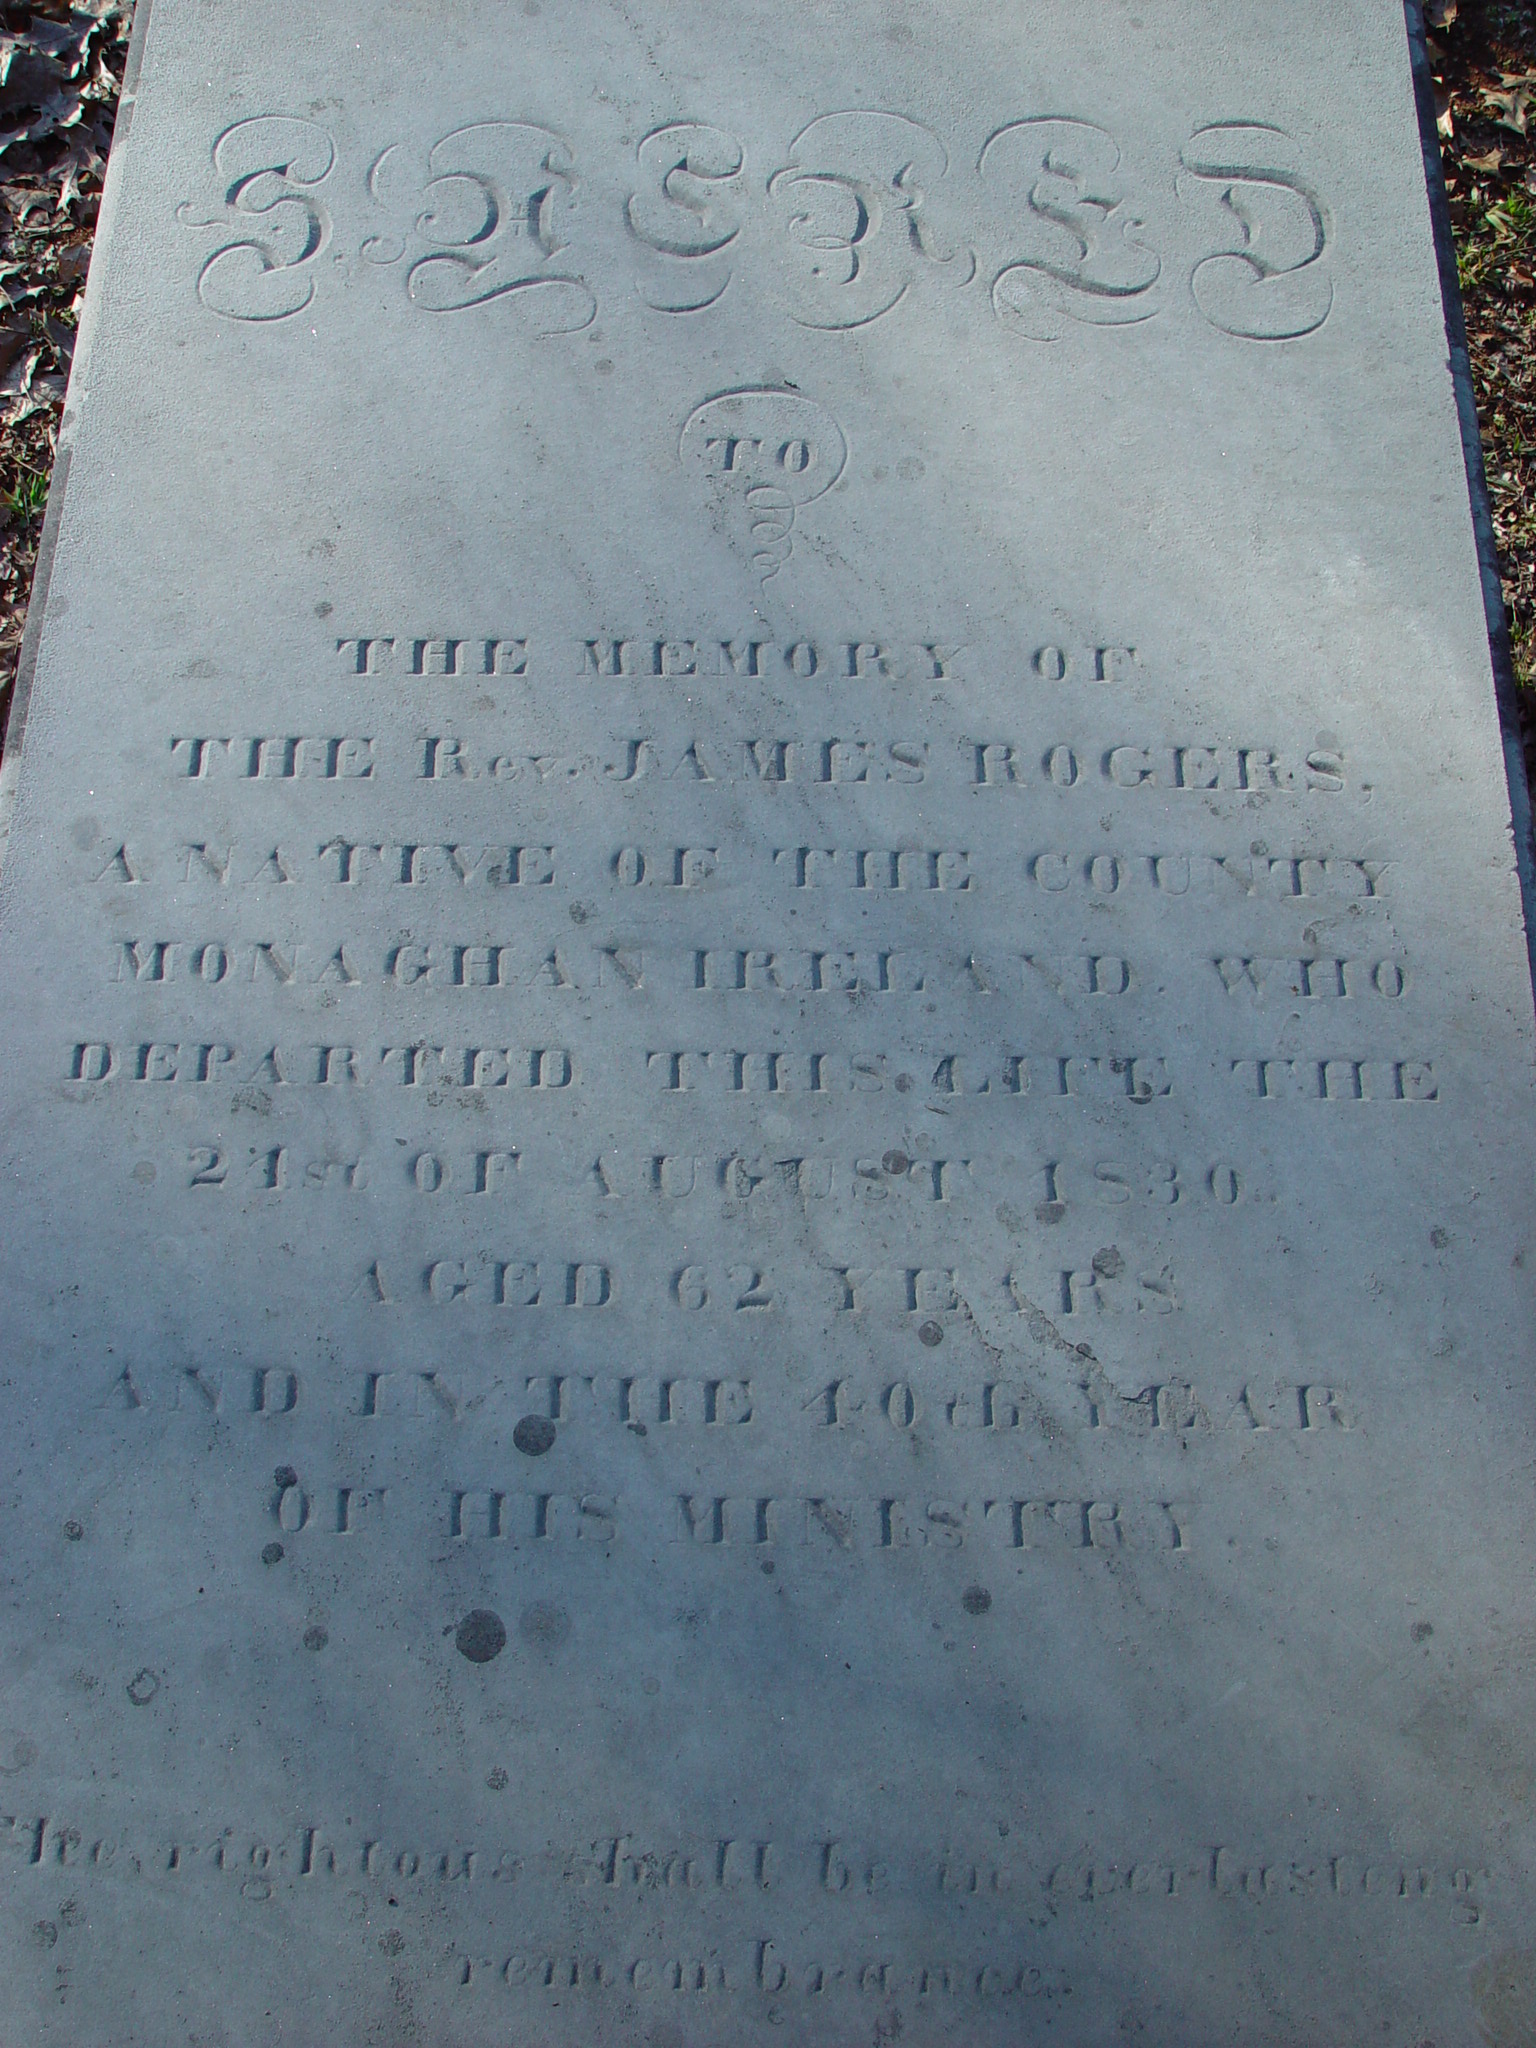 SACRED
TO
THE MEMORY OF
THE Rev. JAMES ROGERS,
A NATIVE OF THE COUNTY
MONAGHAN IRELAND. WHO
DEPARTED THIS LIFE THE
21st OF AUGUST 1830.
AGED 62 YEARS
AND IN THE 40th YEAR
OF HIS MINISTRY.
The rightous shall be in everlasting
remembrance.